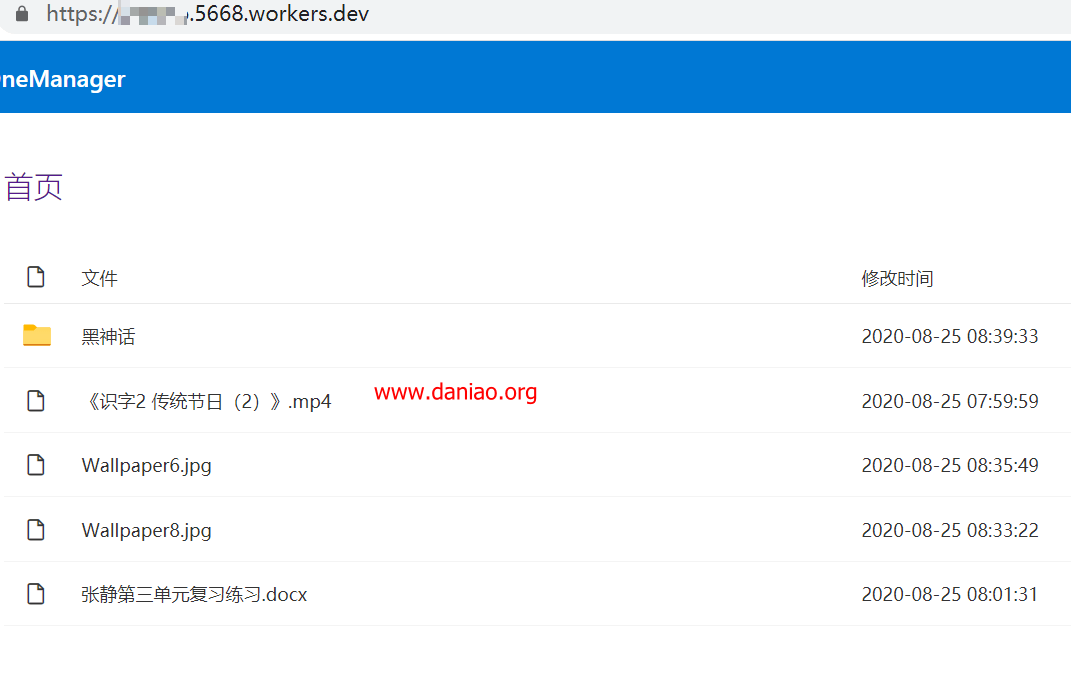 https://.5668.workers.dev
neManager
首页
文件 修改时间
黑神话 2020-08-25 08:39:33
《识字2 传统节日（2）》.mp4 www.daniao.org 2020-08-25 07:59:59
Wallpaper6.jpg 2020-08-25 08:35:49
Wallpaper8.jpg 2020-08-25 08:33:22
张静第三单元复习练习.docx 2020-08-25 08:01:31